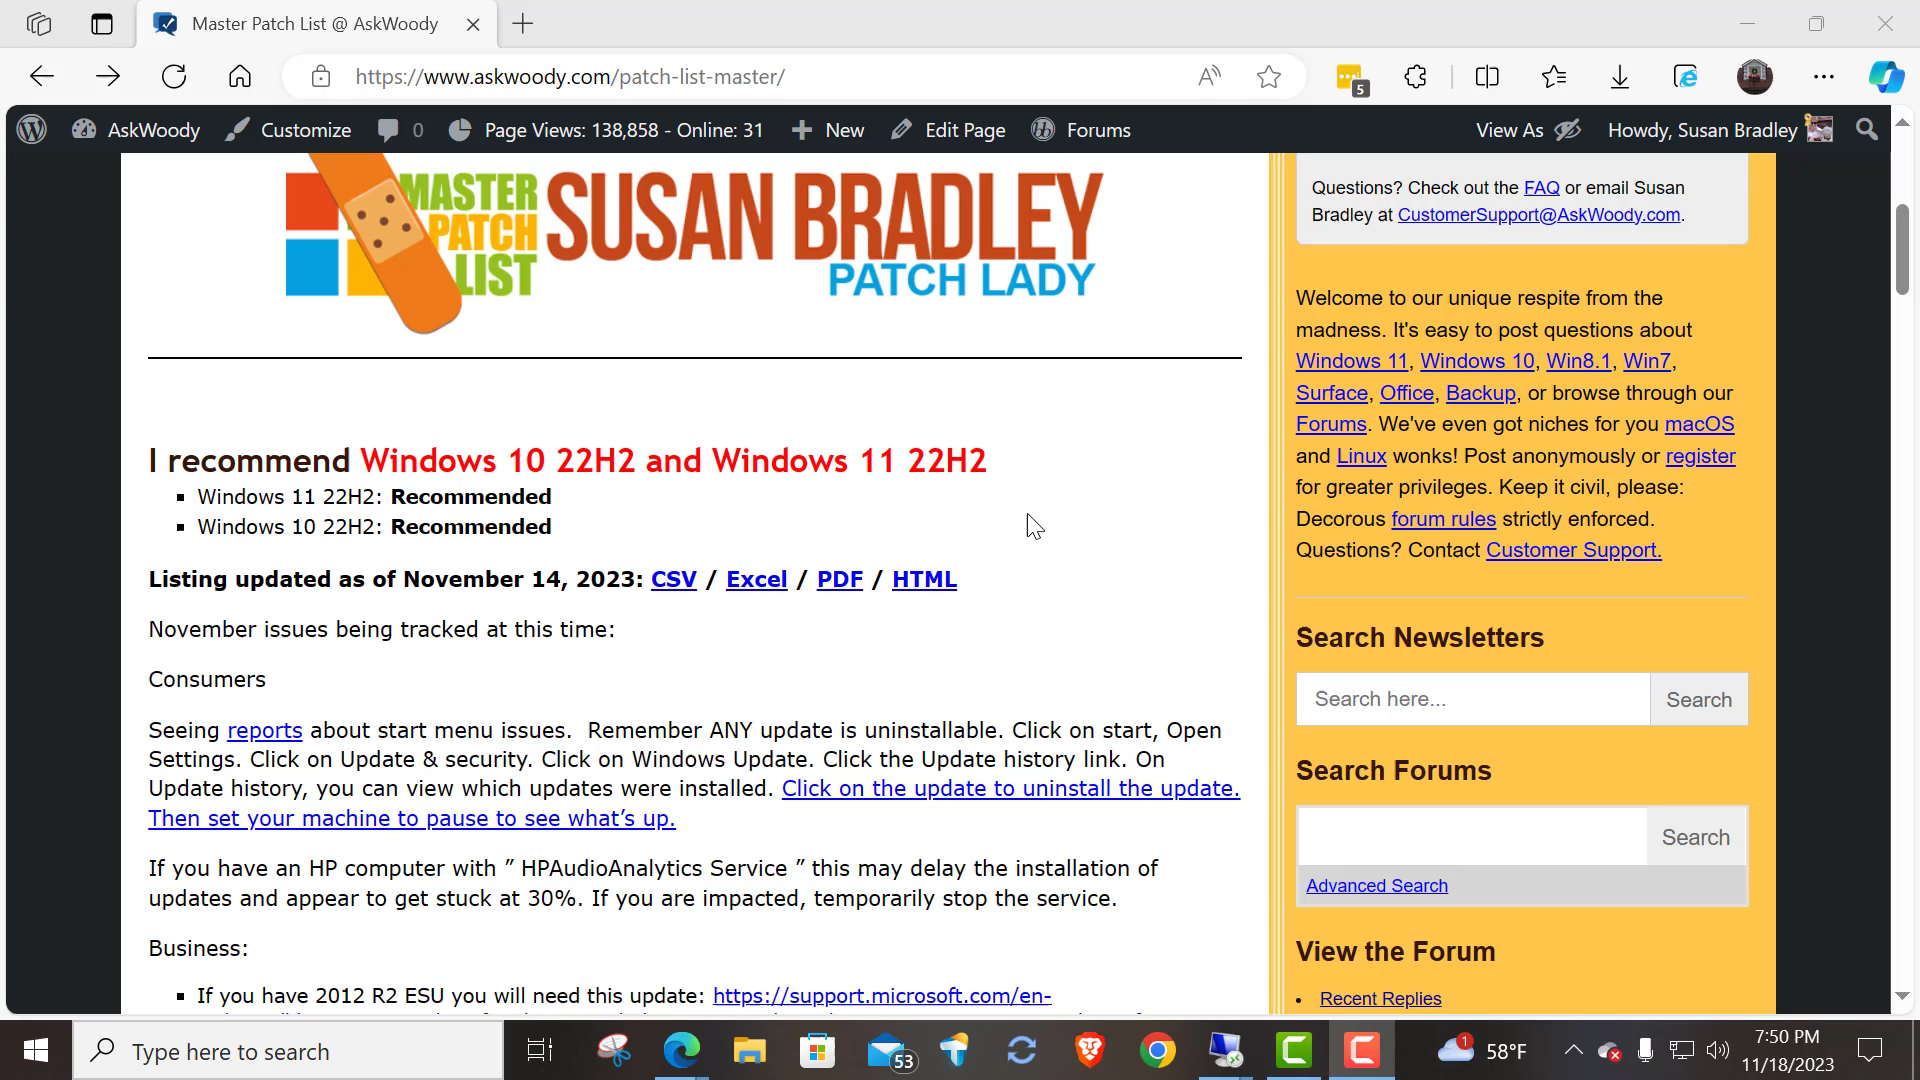 Master Patch List @ AskWoody
https://www.askwoody.com/patch-list-master/
5
AskWoody
Customize
0
Page Views: 138,858 - Online: 31
New
Edit Page
Forums
View As
Howdy, Susan Bradley
MASTER
PATCH
LIST
SUSAN BRADLEY
PATCH LADY
I recommend Windows 10 22H2 and Windows 11 22H2
Windows 11 22H2: Recommended
Windows 10 22H2: Recommended
Listing updated as of November 14, 2023: CSV / Excel / PDF / HTML
November issues being tracked at this time:
Consumers
Seeing reports about start menu issues.  Remember ANY update is uninstallable. Click on start, Open
Settings. Click on Update & security. Click on Windows Update. Click the Update history link. On
Update history, you can view which updates were installed. Click on the update to uninstall the update.
Then set your machine to pause to see what’s up.
If you have an HP computer with ” HPAudioAnalytics Service ” this may delay the installation of
updates and appear to get stuck at 30%. If you are impacted, temporarily stop the service.
Business:
If you have 2012 R2 ESU you will need this update: https://support.microsoft.com/en-
Questions? Check out the FAQ or email Susan
Bradley at CustomerSupport@AskWoody.com.
Welcome to our unique respite from the
madness. It's easy to post questions about
Windows 11, Windows 10, Win8.1, Win7,
Surface, Office, Backup, or browse through our
Forums. We've even got niches for you macOS
and Linux wonks! Post anonymously or register
for greater privileges. Keep it civil, please:
Decorous forum rules strictly enforced.
Questions? Contact Customer Support.
Search Newsletters
Search here...
Search
Search Forums
Search
Advanced Search
View the Forum
Recent Replies
Type here to search
53
1
58°F
7:50 PM
11/18/2023